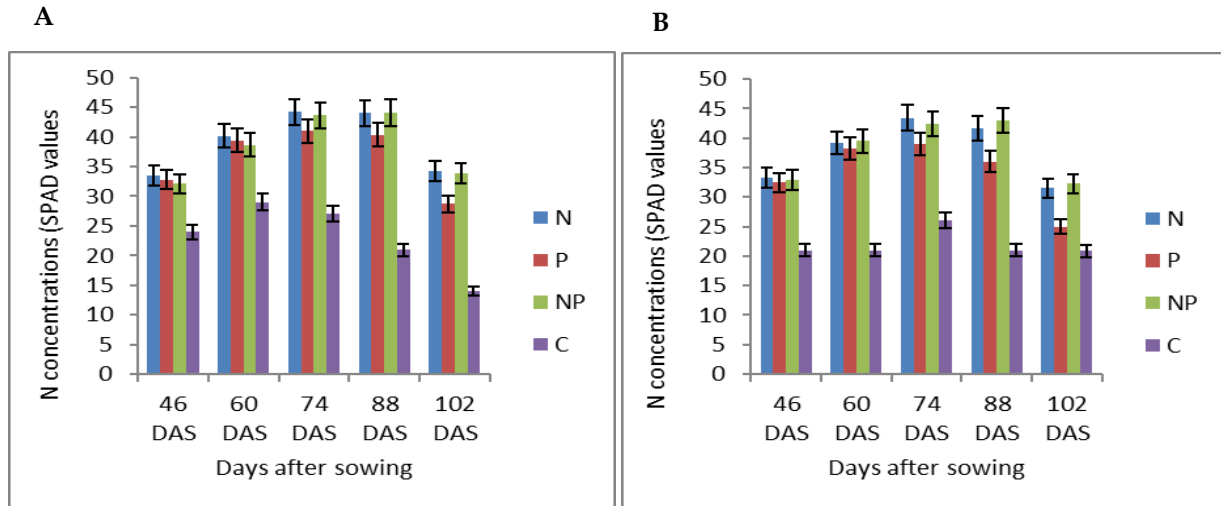 A
N concentrations (SPAD values
50
45
40
35
30
25
20
15
10
5
0
46 DAS
60 DAS
74 DAS
88 DAS
102 DAS
Days after sowing
N
P
NP
C
B
N concentrations (SPAD values
50
45
40
35
30
25
20
15
10
5
0
46 DAS
60 DAS
74 DAS
88 DAS
102 DAS
Days after sowing
N
P
NP
C